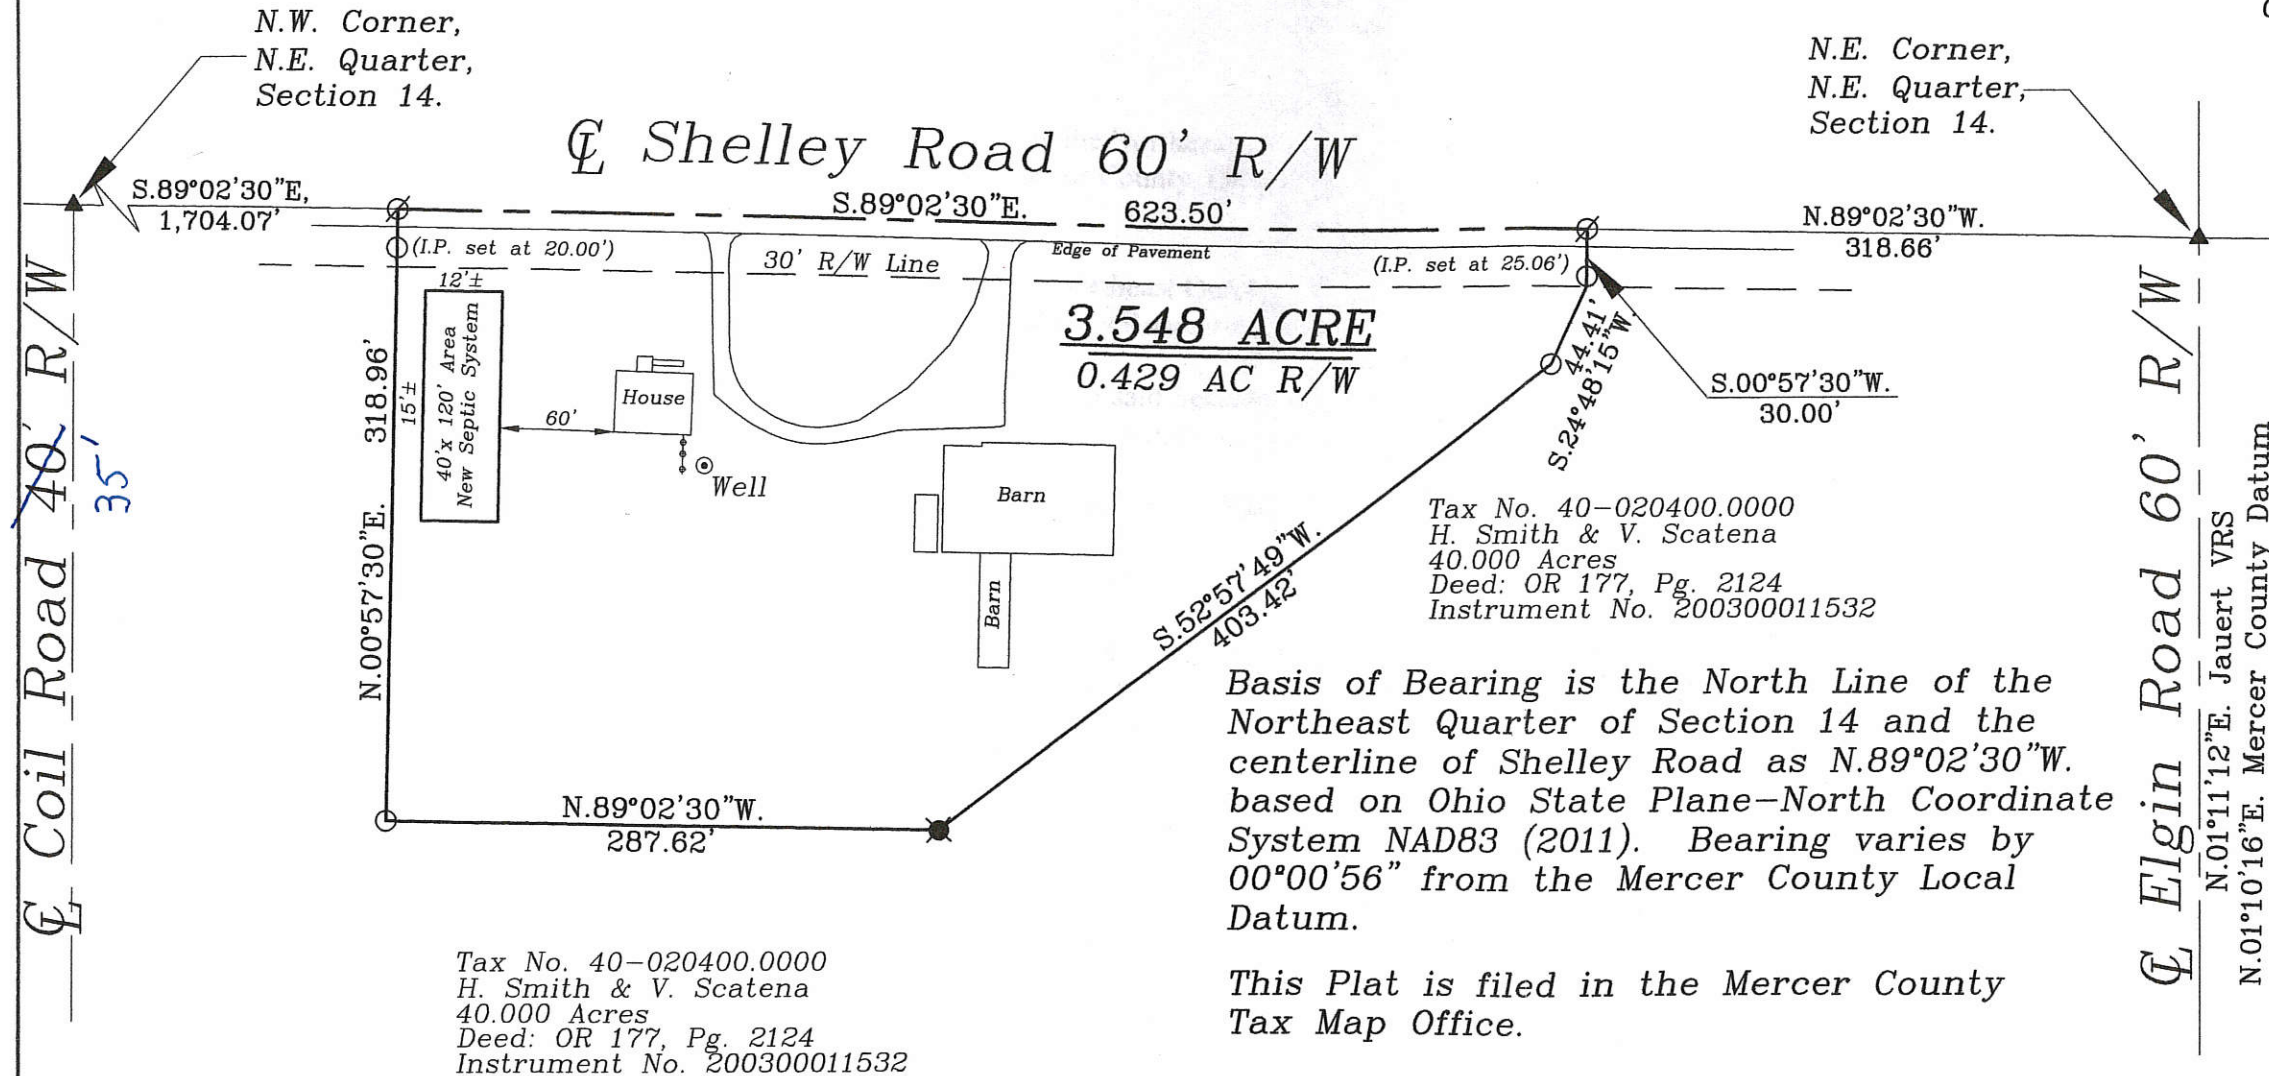 N.W. Corner,
N.E. Quarter,
Section 14.
N.E. Corner,
N.E. Quarter,
Section 14.
℄ Shelley Road 60' R/W
S.89°02'30"E,
1,704.07'
S.89°02'30"E. 623.50'
N.89°02'30"W.
318.66'
(I.P. set at 20.00')
30' R/W Line
Edge of Pavement
(I.P. set at 25.06')
12'±
15'±
40'x 120' Area
New Septic System
60'
House
Well
Barn
Barn
3.548 ACRE
0.429 AC R/W
44.41'
S.24°48'15"W.
S.00°57'30"W.
30.00'
N.00°57'30"E. 318.96'
S.52°57'49"W.
403.42'
N.89°02'30"W.
287.62'
℄ Coil Road 40' R/W
35'
Tax No. 40-020400.0000
H. Smith & V. Scatena
40.000 Acres
Deed: OR 177, Pg. 2124
Instrument No. 200300011532
Basis of Bearing is the North Line of the
Northeast Quarter of Section 14 and the
centerline of Shelley Road as N.89°02'30"W.
based on Ohio State Plane-North Coordinate
System NAD83 (2011). Bearing varies by
00°00'56" from the Mercer County Local
Datum.
This Plat is filed in the Mercer County
Tax Map Office.
Tax No. 40-020400.0000
H. Smith & V. Scatena
40.000 Acres
Deed: OR 177, Pg. 2124
Instrument No. 200300011532
℄ Elgin Road 60' R/W
N.01°11'12"E. Jauert VRS
N.01°10'16"E. Mercer County Datum